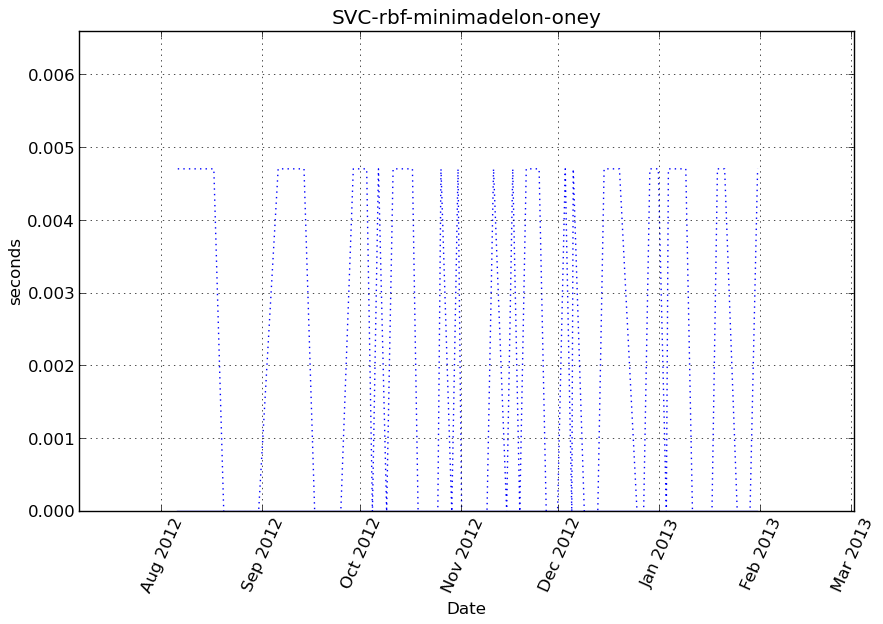 SVC-rbf-minimadelon-oney
0.006
0.005
0.004
0.003
0.002
0.001
0.000
seconds
Aug 2012
Sep 2012
Oct 2012
Nov 2012
Dec 2012
Jan 2013
Feb 2013
Mar 2013
Date